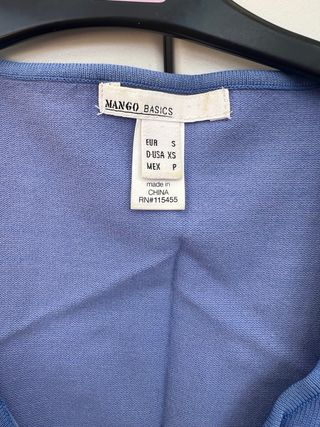 MANGO BASICS
EUR S
D-USA XS
MEX P
made in
CHINA
RN#115455